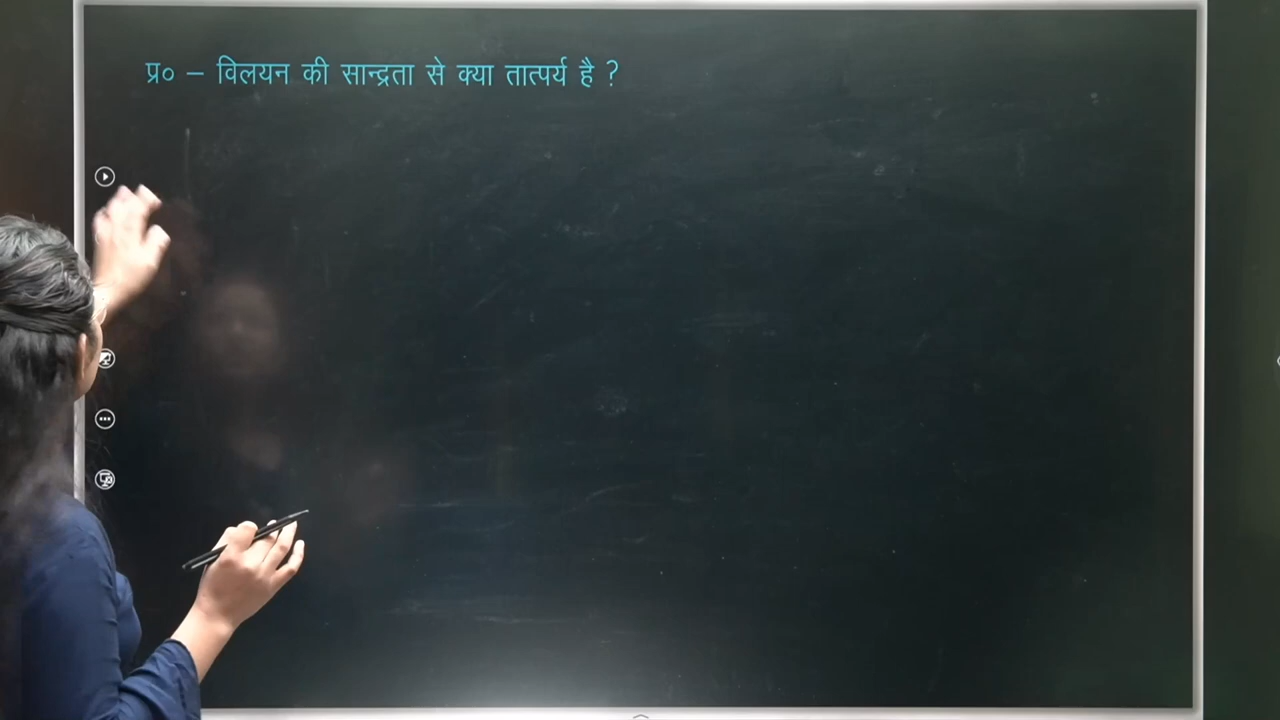 प्र० – विलयन की सान्द्रता से क्या तात्पर्य है ?